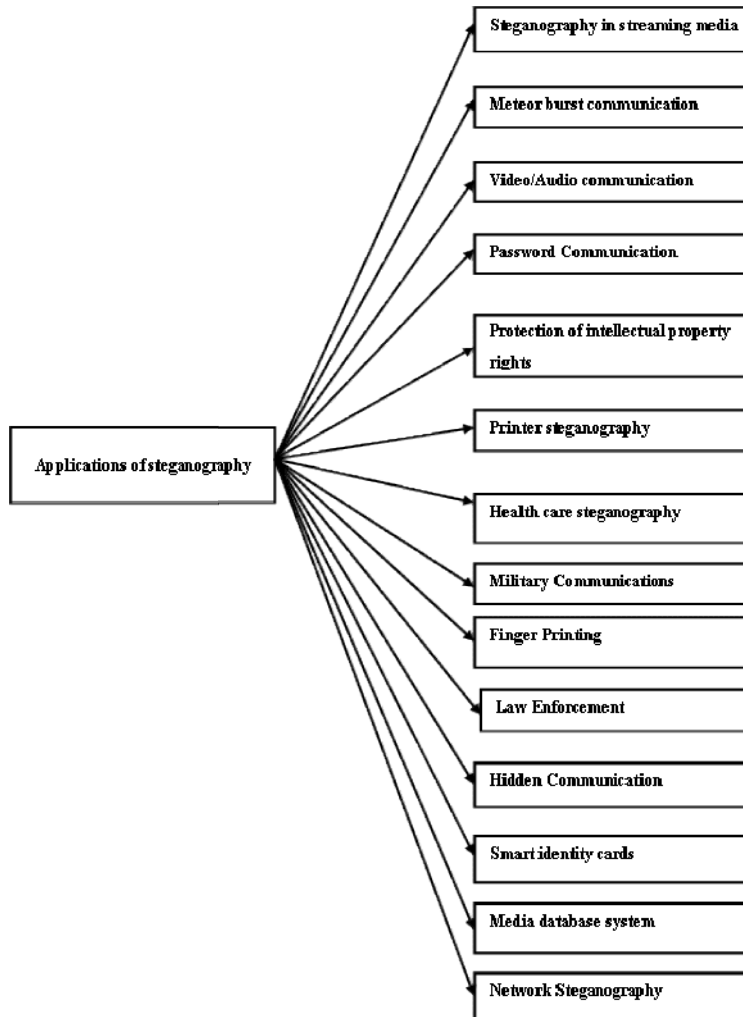 Steganography in streaming media
Meteor burst communication
Video/Audio communication
Password Communication
Protection of intellectual property
rights
Applications of steganography
Printer steganography
Health care steganography
Military Communications
Finger Printing
Law Enforcement
Hidden Communication
Smart identity cards
Media database system
Network Steganography